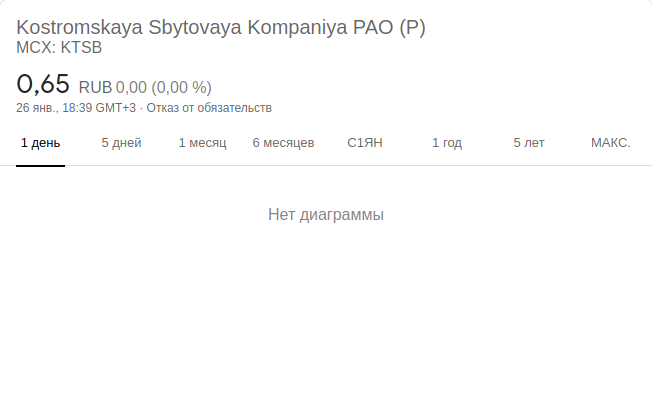 Kostromskaya Sbytovaya Kompaniya PAO (P)
MCX: KTSB
0,65 RUB 0,00 (0,00 %)
26 янв., 18:39 GMT+3 · Отказ от обязательств
1 день 5 дней 1 месяц 6 месяцев С1ЯН 1 год 5 лет МАКС.
Нет диаграммы